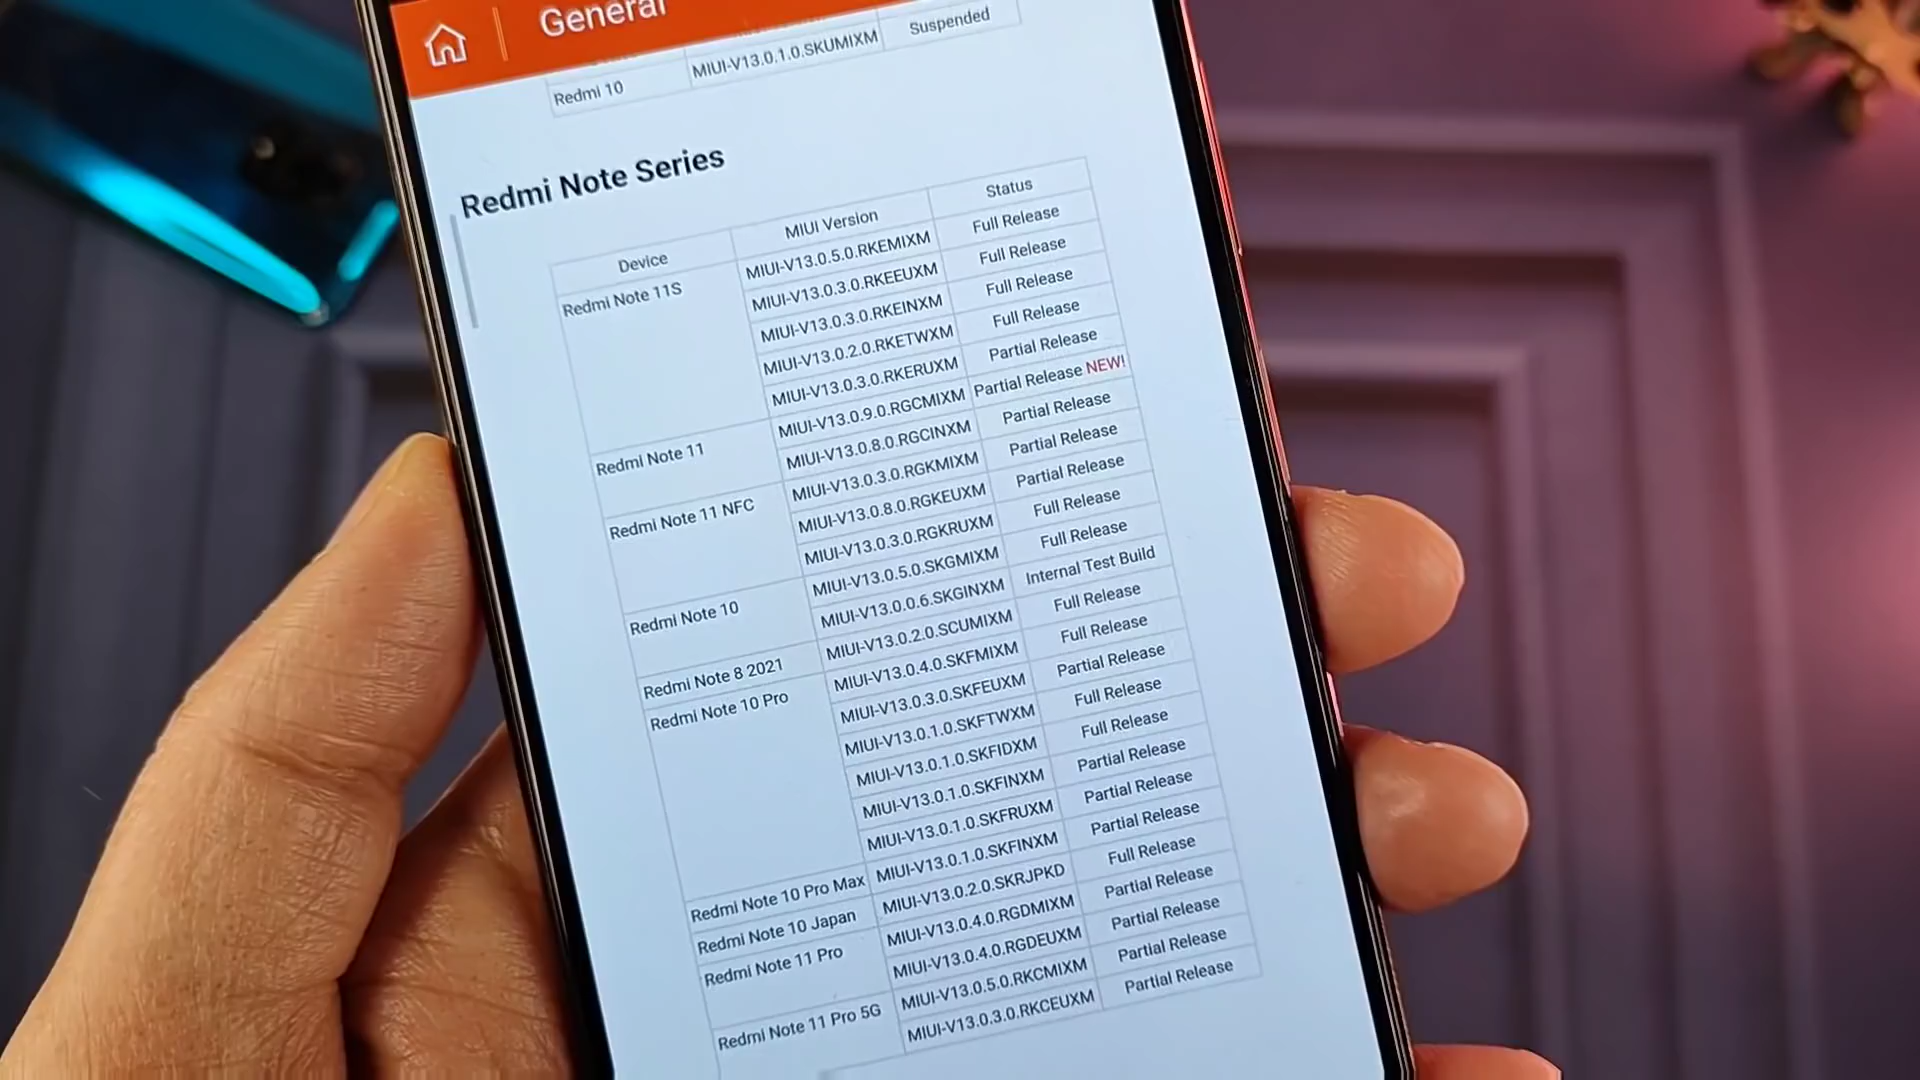 General
Redmi 10 MIUI-V13.0.1.0.SKUMIXM Suspended
Redmi Note Series
Device MIUI Version Status
Redmi Note 11S MIUI-V13.0.5.0.RKEMIXM Full Release
MIUI-V13.0.3.0.RKEEUXM Full Release
MIUI-V13.0.3.0.RKEINXM Full Release
MIUI-V13.0.2.0.RKETWXM Full Release
MIUI-V13.0.3.0.RKERUXM Partial Release
Redmi Note 11 MIUI-V13.0.9.0.RGCMIXM Partial Release NEW!
MIUI-V13.0.8.0.RGCINXM Partial Release
Redmi Note 11 NFC MIUI-V13.0.3.0.RGKMIXM Partial Release
MIUI-V13.0.8.0.RGKEUXM Partial Release
MIUI-V13.0.3.0.RGKRUXM Full Release
Redmi Note 10 MIUI-V13.0.5.0.SKGMIXM Full Release
MIUI-V13.0.0.6.SKGINXM Internal Test Build
Redmi Note 8 2021 MIUI-V13.0.2.0.SCUMIXM Full Release
Redmi Note 10 Pro MIUI-V13.0.4.0.SKFMIXM Full Release
MIUI-V13.0.3.0.SKFEUXM Partial Release
MIUI-V13.0.1.0.SKFTWXM Full Release
MIUI-V13.0.1.0.SKFIDXM Full Release
MIUI-V13.0.1.0.SKFINXM Partial Release
MIUI-V13.0.1.0.SKFRUXM Partial Release
Redmi Note 10 Pro Max MIUI-V13.0.1.0.SKFINXM Partial Release
Redmi Note 10 Japan MIUI-V13.0.2.0.SKRJPKD Full Release
Redmi Note 11 Pro MIUI-V13.0.4.0.RGDMIXM Partial Release
MIUI-V13.0.4.0.RGDEUXM Partial Release
Redmi Note 11 Pro 5G MIUI-V13.0.5.0.RKCMIXM Partial Release
MIUI-V13.0.3.0.RKCEUXM Partial Release